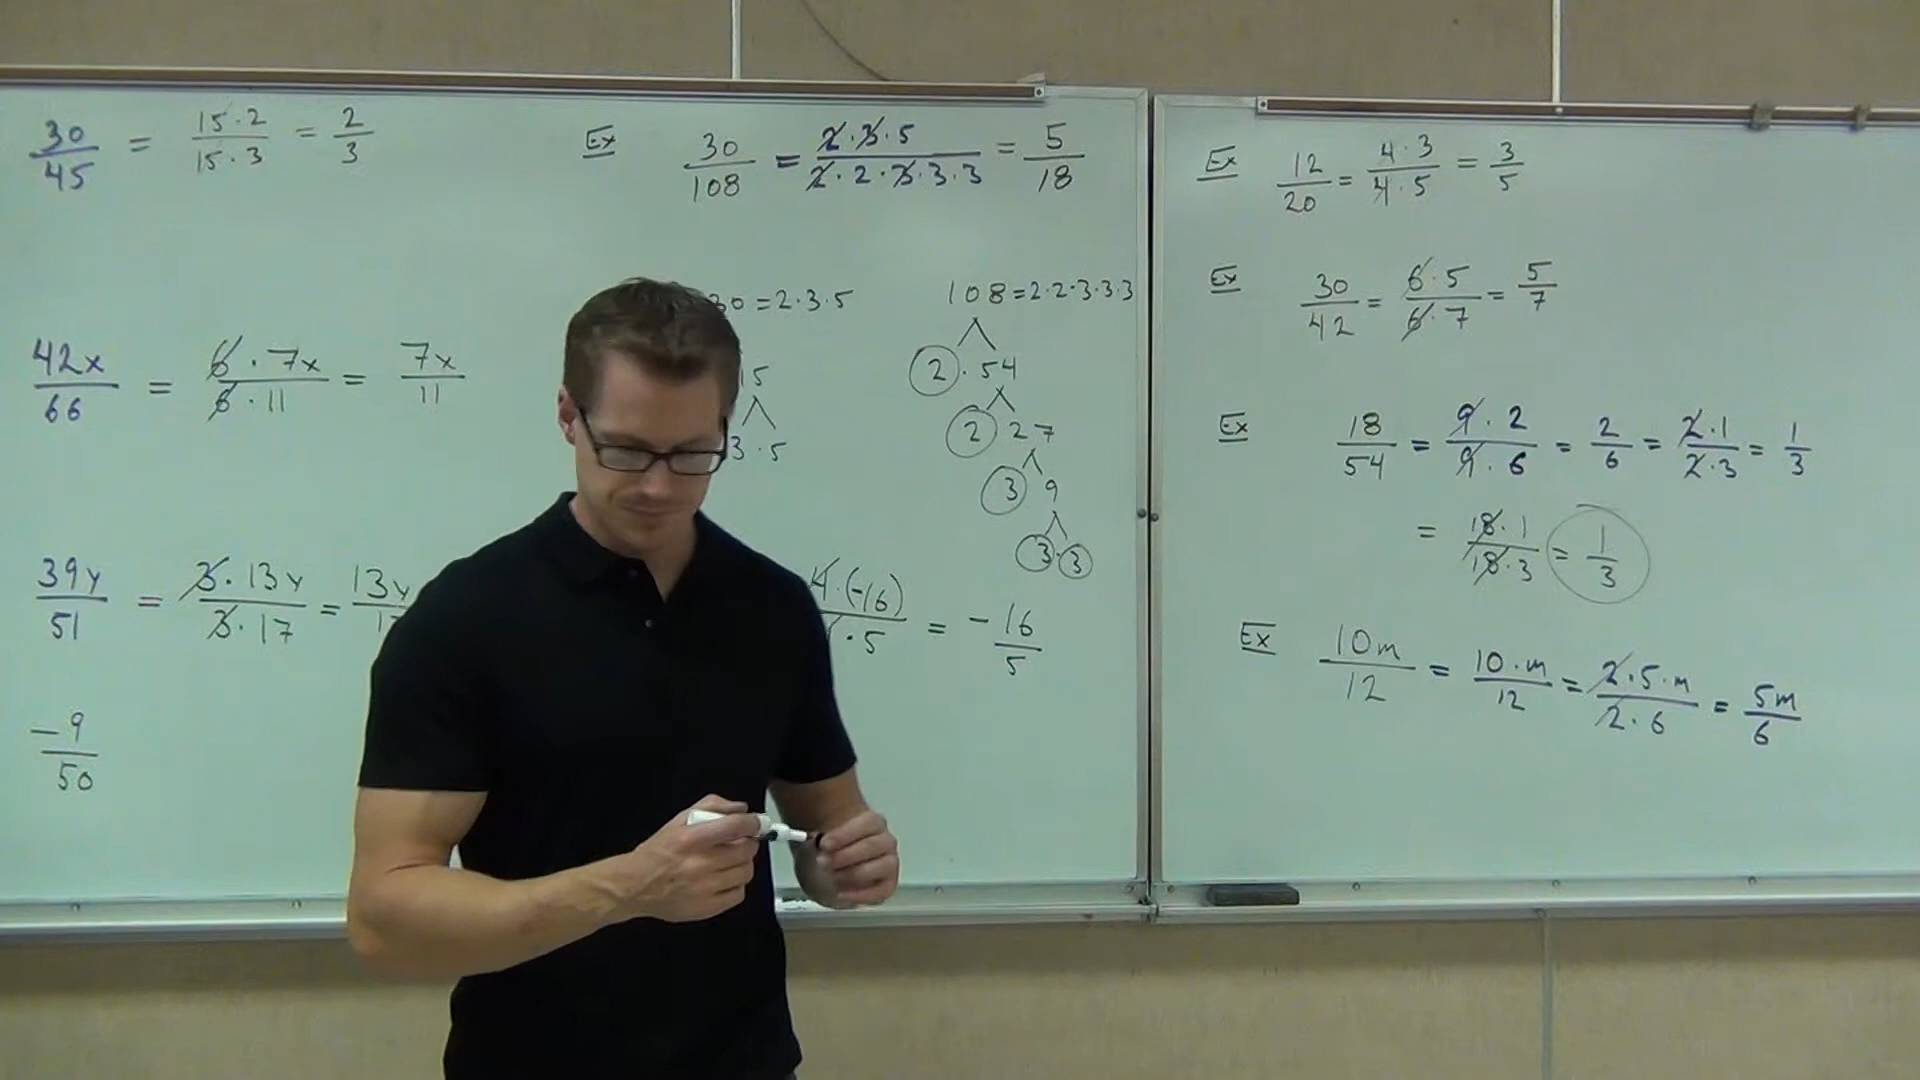 30/45 = 15·2/15·3 = 2/3
42x/66 = 6·7x/6·11 = 7x/11
39y/51 = 3·13y/3·17 = 13y/1
-9/50
Ex 30/108 = 2·3·5/2·2·3·3·3 = 5/18
30 = 2·3·5
15
3·5
108 = 2·2·3·3·3
2·54
2 27
3 9
3·3
4·(-16)/·5 = -16/5
Ex 12/20 = 4·3/4·5 = 3/5
Ex 30/42 = 6·5/6·7 = 5/7
Ex 18/54 = 9·2/9·6 = 2/6 = 2·1/2·3 = 1/3
= 18·1/18·3 = 1/3
Ex 10m/12 = 10·m/12 = 2·5·m/2·6 = 5m/6